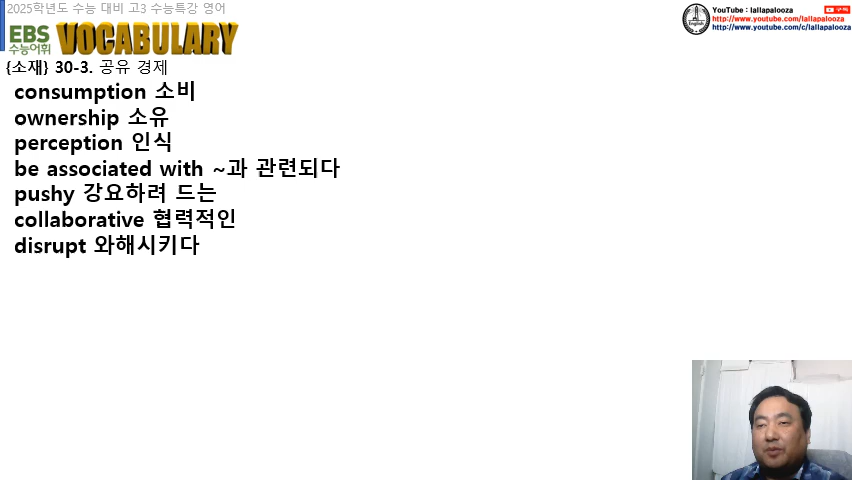 2025학년도 수능 대비 고3 수능특강 영어
EBS
수능어휘
VOCABULARY
YouTube : lallapalooza
구독
http://www.youtube.com/lallapalooza
http://www.youtube.com/c/lallapalooza
English
{소재} 30-3. 공유 경제
consumption 소비
ownership 소유
perception 인식
be associated with ~과 관련되다
pushy 강요하려 드는
collaborative 협력적인
disrupt 와해시키다